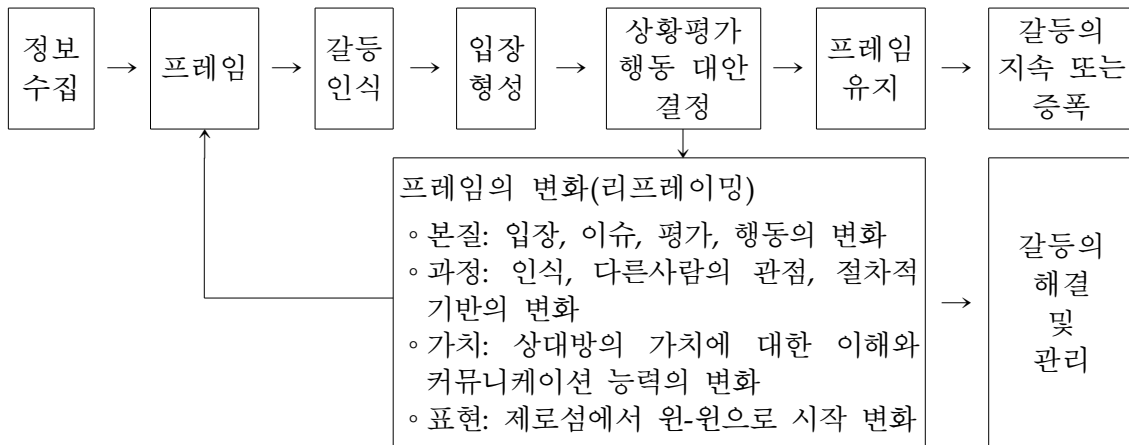 정보
수집
→
프레임
→
갈등
인식
→
입장
형성
→
상황평가
행동 대안
결정
→
프레임
유지
→
갈등의
지속 또는
증폭
프레임의 변화(리프레이밍)
◦본질: 입장, 이슈, 평가, 행동의 변화
◦과정: 인식, 다른사람의 관점, 절차적
기반의 변화
◦가치: 상대방의 가치에 대한 이해와
커뮤니케이션 능력의 변화
◦표현: 제로섬에서 윈-윈으로 시작 변화
→
갈등의
해결
및
관리